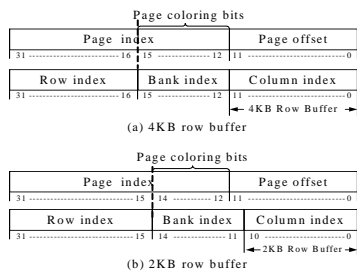 Page coloring bits
Page index Page offset
31 16 15 12 11 0
Row index Bank index Column index
31 16 15 12 11 0
4KB Row Buffer
(a) 4KB row buffer
Page coloring bits
Page index Page offset
31 15 14 12 11 0
Row index Bank index Column index
31 15 14 11 10 0
2KB Row Buffer
(b) 2KB row buffer